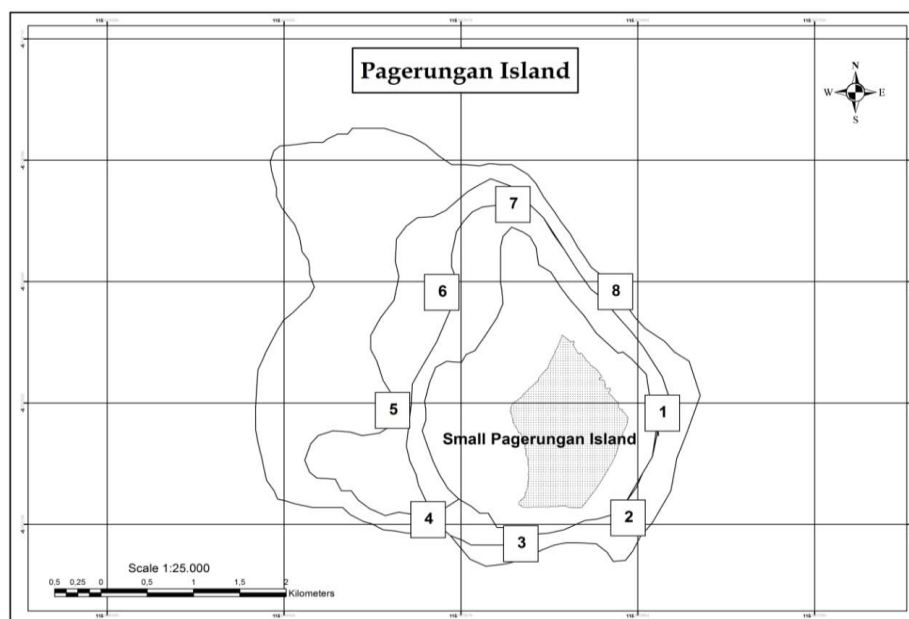 Pagerungan Island
N
W E
S
7
6
8
5
1
Small Pagerungan Island
4
3
2
Scale 1:25.000
0,5 0,25 0 0,5 1 1,5 2
Kilometers